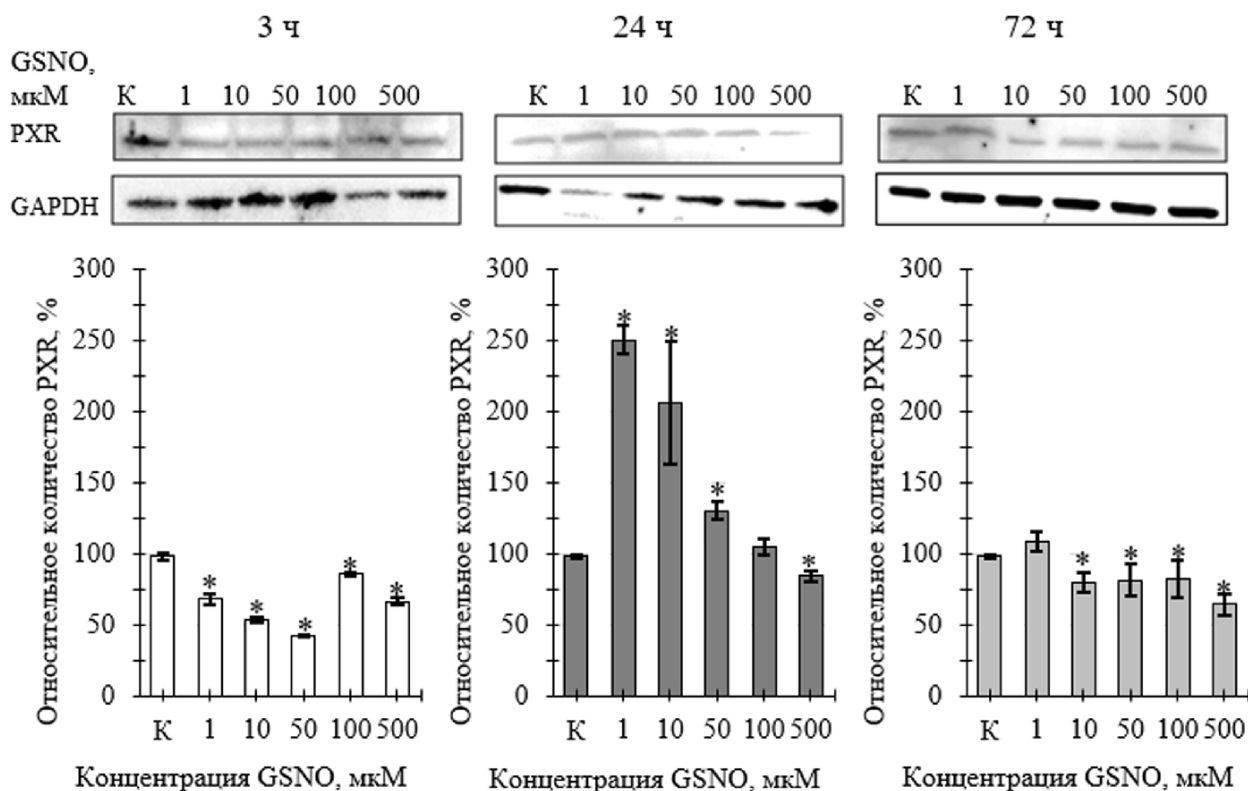 3 ч 24 ч 72 ч
GSNO,
мкМ К 1 10 50 100 500 К 1 10 50 100 500 К 1 10 50 100 500
PXR
GAPDH
Относительное количество PXR, %
300
250
200
150
100
50
0
* * * * *
К 1 10 50 100 500
Концентрация GSNO, мкМ
Относительное количество PXR, %
300
250
200
150
100
50
0
* * * *
К 1 10 50 100 500
Концентрация GSNO, мкМ
Относительное количество PXR, %
300
250
200
150
100
50
0
* * * *
К 1 10 50 100 500
Концентрация GSNO, мкМ